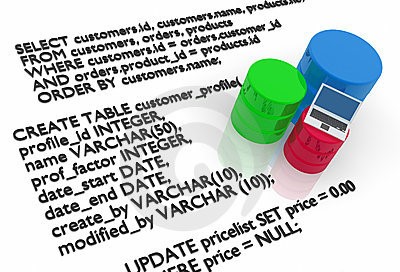 SELECT customers.id, customers.name, products.name
FROM customers, orders, products
WHERE customers.id = orders.customer_id
AND orders.product_id = products.id
ORDER BY customers.name,
CREATE TABLE customer_profile(
profile_id INTEGER,
name VARCHAR(50);
prof_factor INTEGER,
date_start DATE,
date_end DATE,
create_by VARCHAR(10),
modified_by VARCHAR (10));
UPDATE pricelist SET price = 0.00
WHERE price = NULL;